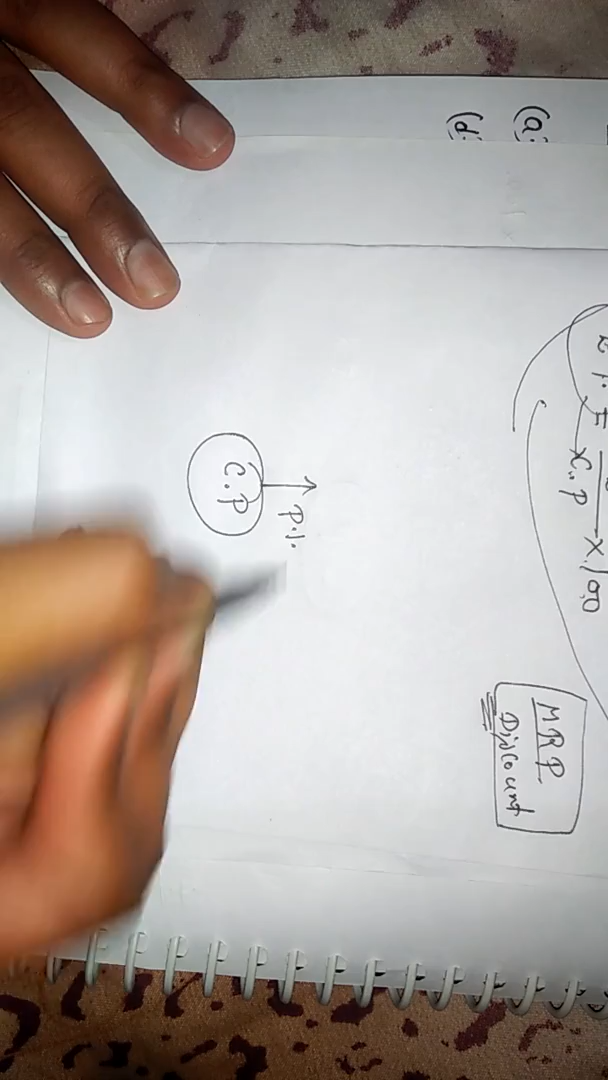 (a.
(d.
% = 
C.P × 100
MRP
Discount
P.%.
C.P